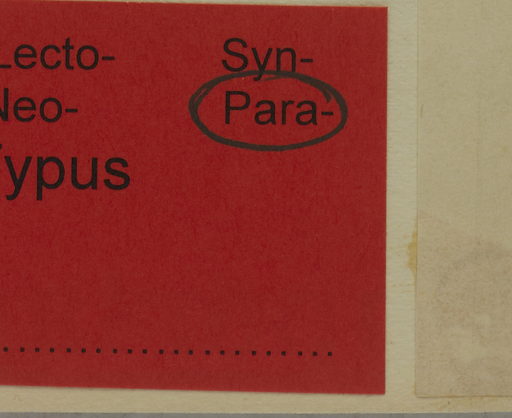 Lecto- Syn-
Neo- Para-
Typus